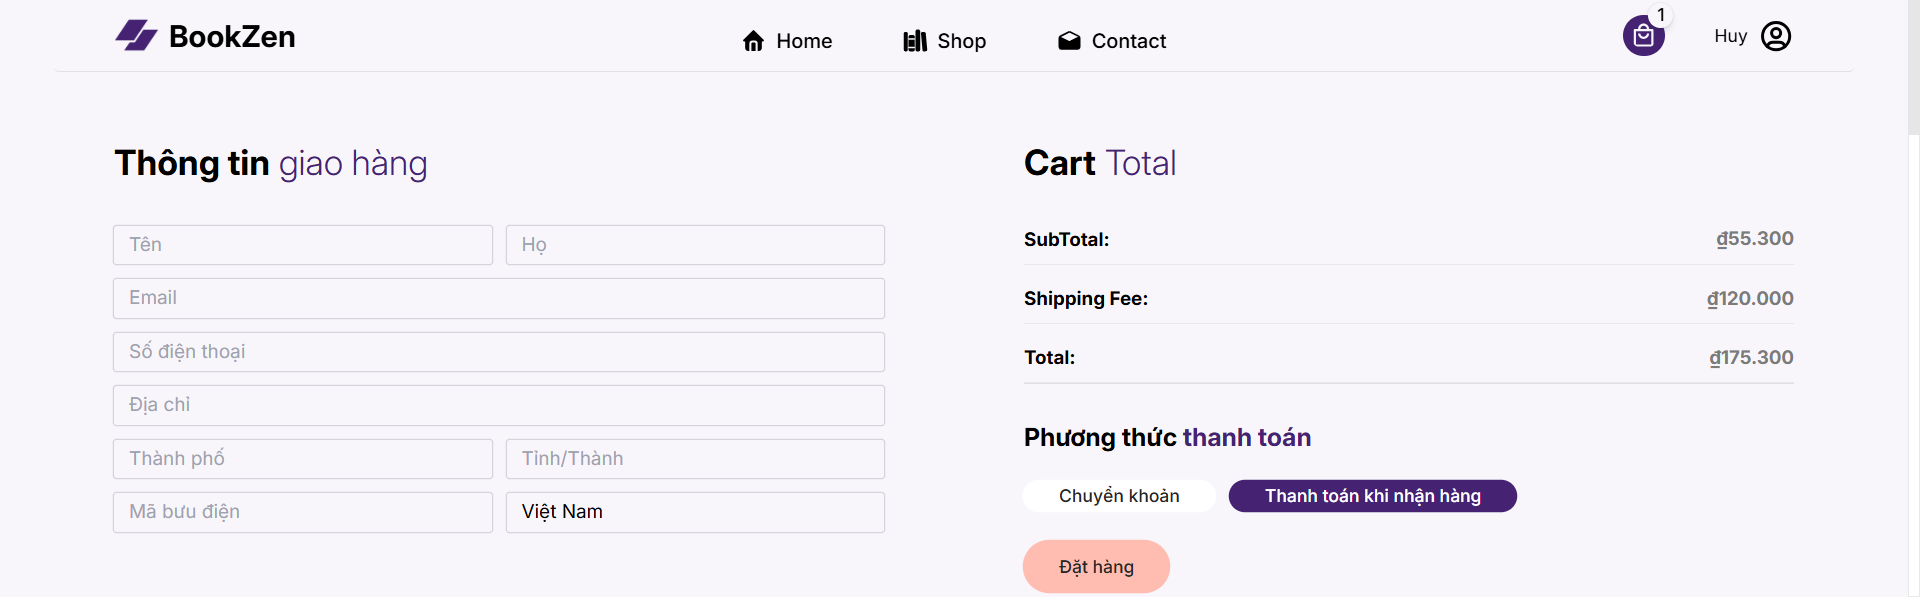 BookZen
Home
Shop
Contact
1
Huy
Thông tin giao hàng
Tên
Họ
Email
Số điện thoại
Địa chỉ
Thành phố
Tỉnh/Thành
Mã bưu điện
Việt Nam
Cart Total
SubTotal: ₫55.300
Shipping Fee: ₫120.000
Total: ₫175.300
Phương thức thanh toán
Chuyển khoản
Thanh toán khi nhận hàng
Đặt hàng